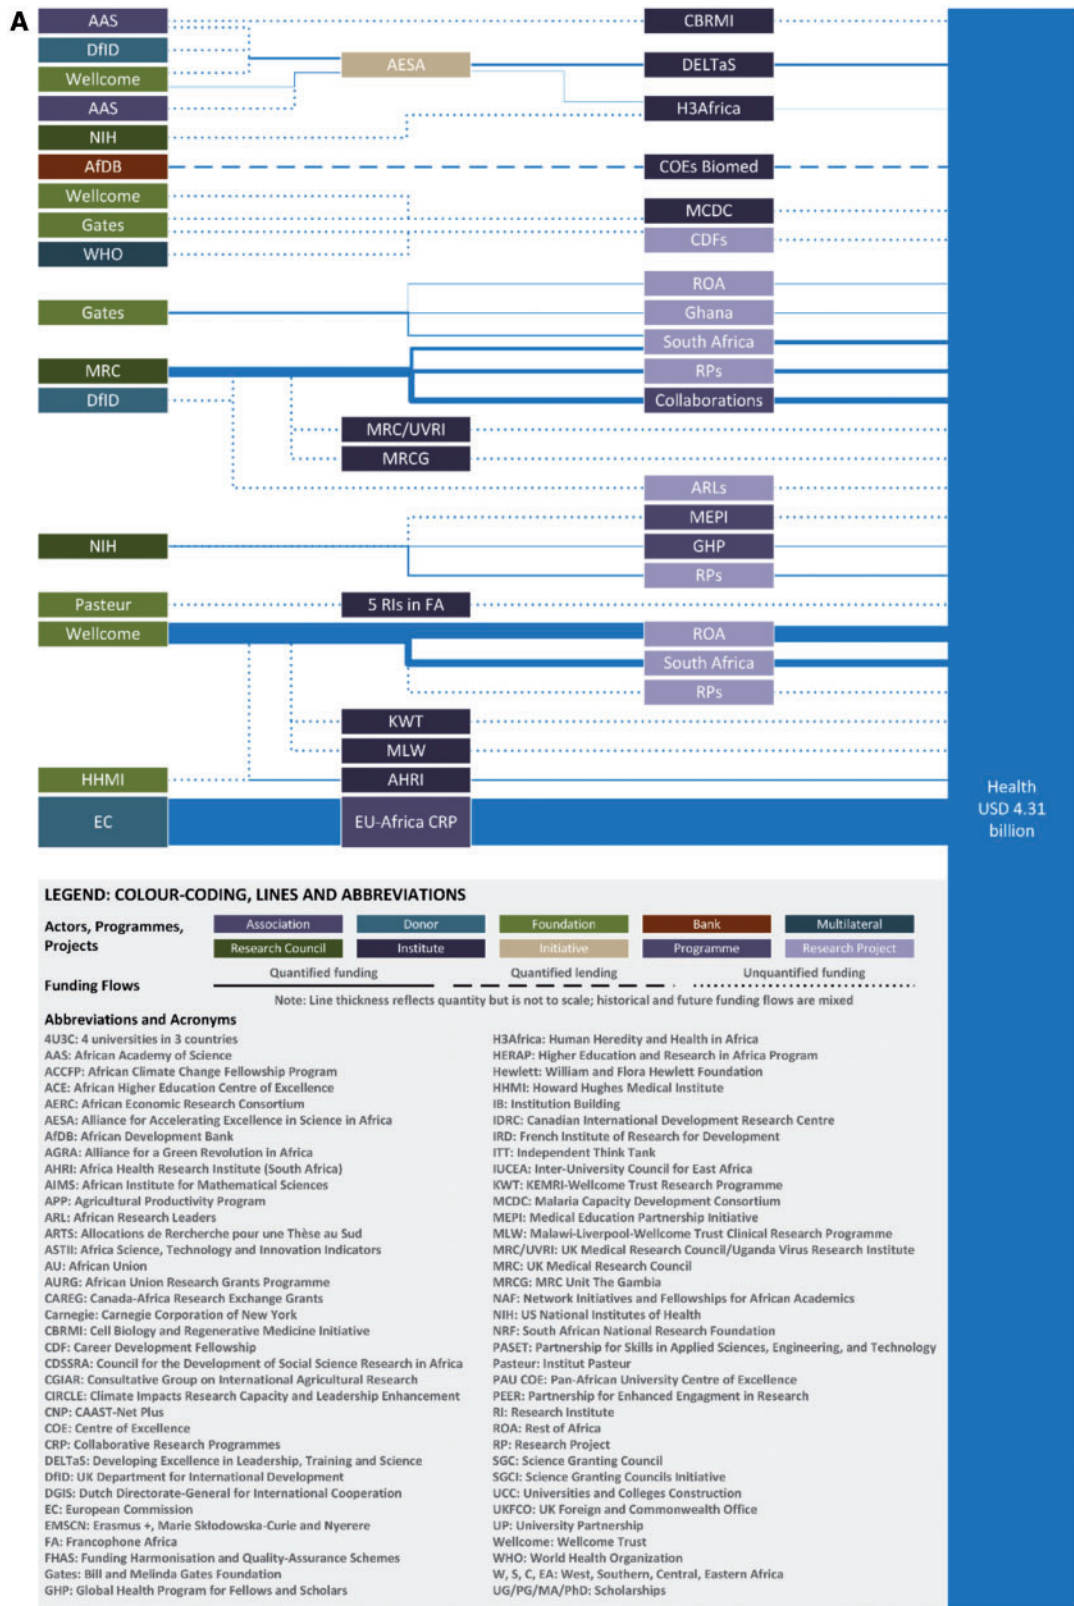 A
AAS
CBRMI
DfID
AESA
DELTaS
Wellcome
AAS
H3Africa
NIH
AfDB
COEs Biomed
Wellcome
MCDC
Gates
CDFs
WHO
ROA
Gates
Ghana
South Africa
MRC
RPs
DfID
Collaborations
MRC/UVRI
MRCG
ARLs
MEPI
NIH
GHP
RPs
Pasteur
5 RIs in FA
Wellcome
ROA
South Africa
RPs
KWT
MLW
HHMI
AHRI
EC
EU-Africa CRP
Health
USD 4.31
billion
LEGEND: COLOUR-CODING, LINES AND ABBREVIATIONS
Actors, Programmes,
Projects
Association
Donor
Foundation
Bank
Multilateral
Research Council
Institute
Initiative
Programme
Research Project
Funding Flows
Quantified funding
Quantified lending
Unquantified funding
Note: Line thickness reflects quantity but is not to scale; historical and future funding flows are mixed
Abbreviations and Acronyms
4U3C: 4 universities in 3 countries
AAS: African Academy of Science
ACCFP: African Climate Change Fellowship Program
ACE: African Higher Education Centre of Excellence
AERC: African Economic Research Consortium
AESA: Alliance for Accelerating Excellence in Science in Africa
AfDB: African Development Bank
AGRA: Alliance for a Green Revolution in Africa
AHRI: Africa Health Research Institute (South Africa)
AIMS: African Institute for Mathematical Sciences
APP: Agricultural Productivity Program
ARL: African Research Leaders
ARTS: Allocations de Rercherche pour une Thèse au Sud
ASTII: Africa Science, Technology and Innovation Indicators
AU: African Union
AURG: African Union Research Grants Programme
CAREG: Canada-Africa Research Exchange Grants
Carnegie: Carnegie Corporation of New York
CBRMI: Cell Biology and Regenerative Medicine Initiative
CDF: Career Development Fellowship
CDSSRA: Council for the Development of Social Science Research in Africa
CGIAR: Consultative Group on International Agricultural Research
CIRCLE: Climate Impacts Research Capacity and Leadership Enhancement
CNP: CAAST-Net Plus
COE: Centre of Excellence
CRP: Collaborative Research Programmes
DELTaS: Developing Excellence in Leadership, Training and Science
DfID: UK Department for International Development
DGIS: Dutch Directorate-General for International Cooperation
EC: European Commission
EMSCN: Erasmus +, Marie Skłodowska-Curie and Nyerere
FA: Francophone Africa
FHAS: Funding Harmonisation and Quality-Assurance Schemes
Gates: Bill and Melinda Gates Foundation
GHP: Global Health Program for Fellows and Scholars
H3Africa: Human Heredity and Health in Africa
HERAP: Higher Education and Research in Africa Program
Hewlett: William and Flora Hewlett Foundation
HHMI: Howard Hughes Medical Institute
IB: Institution Building
IDRC: Canadian International Development Research Centre
IRD: French Institute of Research for Development
ITT: Independent Think Tank
IUCEA: Inter-University Council for East Africa
KWT: KEMRI-Wellcome Trust Research Programme
MCDC: Malaria Capacity Development Consortium
MEPI: Medical Education Partnership Initiative
MLW: Malawi-Liverpool-Wellcome Trust Clinical Research Programme
MRC/UVRI: UK Medical Research Council/Uganda Virus Research Institute
MRC: UK Medical Research Council
MRCG: MRC Unit The Gambia
NAF: Network Initiatives and Fellowships for African Academics
NIH: US National Institutes of Health
NRF: South African National Research Foundation
PASET: Partnership for Skills in Applied Sciences, Engineering, and Technology
Pasteur: Institut Pasteur
PAU COE: Pan-African University Centre of Excellence
PEER: Partnership for Enhanced Engagment in Research
RI: Research Institute
ROA: Rest of Africa
RP: Research Project
SGC: Science Granting Council
SGCI: Science Granting Councils Initiative
UCC: Universities and Colleges Construction
UKFCO: UK Foreign and Commonwealth Office
UP: University Partnership
Wellcome: Wellcome Trust
WHO: World Health Organization
W, S, C, EA: West, Southern, Central, Eastern Africa
UG/PG/MA/PhD: Scholarships